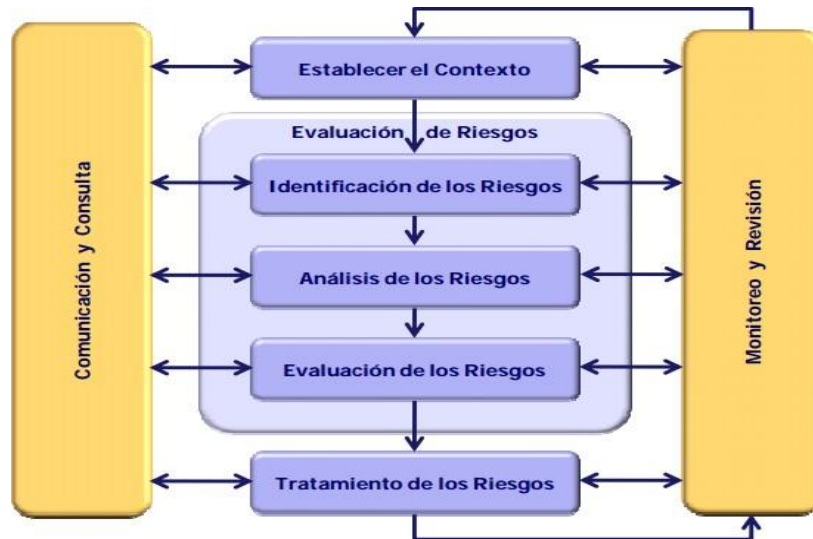 Establecer el Contexto
Evaluación de Riesgos
Identificación de los Riesgos
Análisis de los Riesgos
Evaluación de los Riesgos
Tratamiento de los Riesgos
Comunicación y Consulta
Monitoreo y Revisión